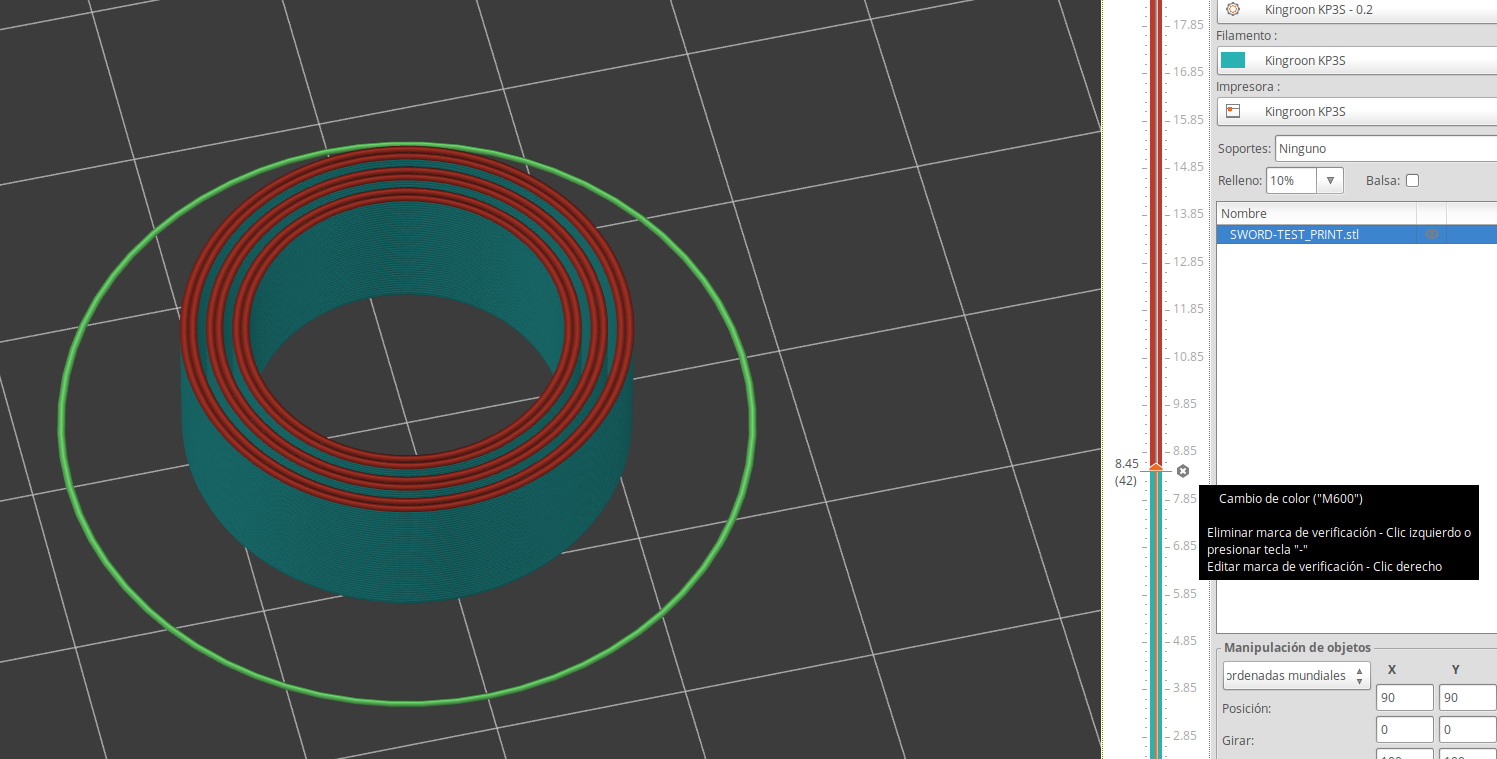 17.85
16.85
15.85
14.85
13.85
12.85
11.85
10.85
9.85
8.85
8.45
(42)
7.85
6.85
5.85
4.85
3.85
2.85
Kingroon KP3S - 0.2
Filamento :
Kingroon KP3S
Impresora :
Kingroon KP3S
Soportes: Ninguno
Relleno: 10% Balsa:
Nombre
SWORD-TEST_PRINT.stl
Cambio de color ("M600")
Eliminar marca de verificación - Clic izquierdo o
presionar tecla "-"
Editar marca de verificación - Clic derecho
Manipulación de objetos
ordenadas mundiales X Y
Posición: 90 90
Girar: 0 0